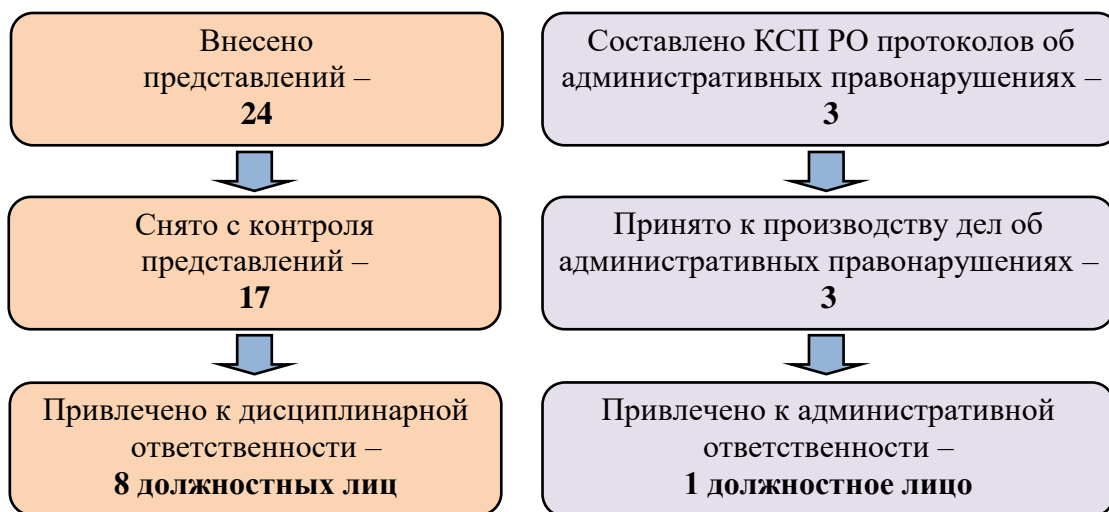 Внесено
представлений –
24
Снято с контроля
представлений –
17
Привлечено к дисциплинарной
ответственности –
8 должностных лиц
Составлено КСП РО протоколов об
административных правонарушениях –
3
Принято к производству дел об
административных правонарушениях –
3
Привлечено к административной
ответственности –
1 должностное лицо